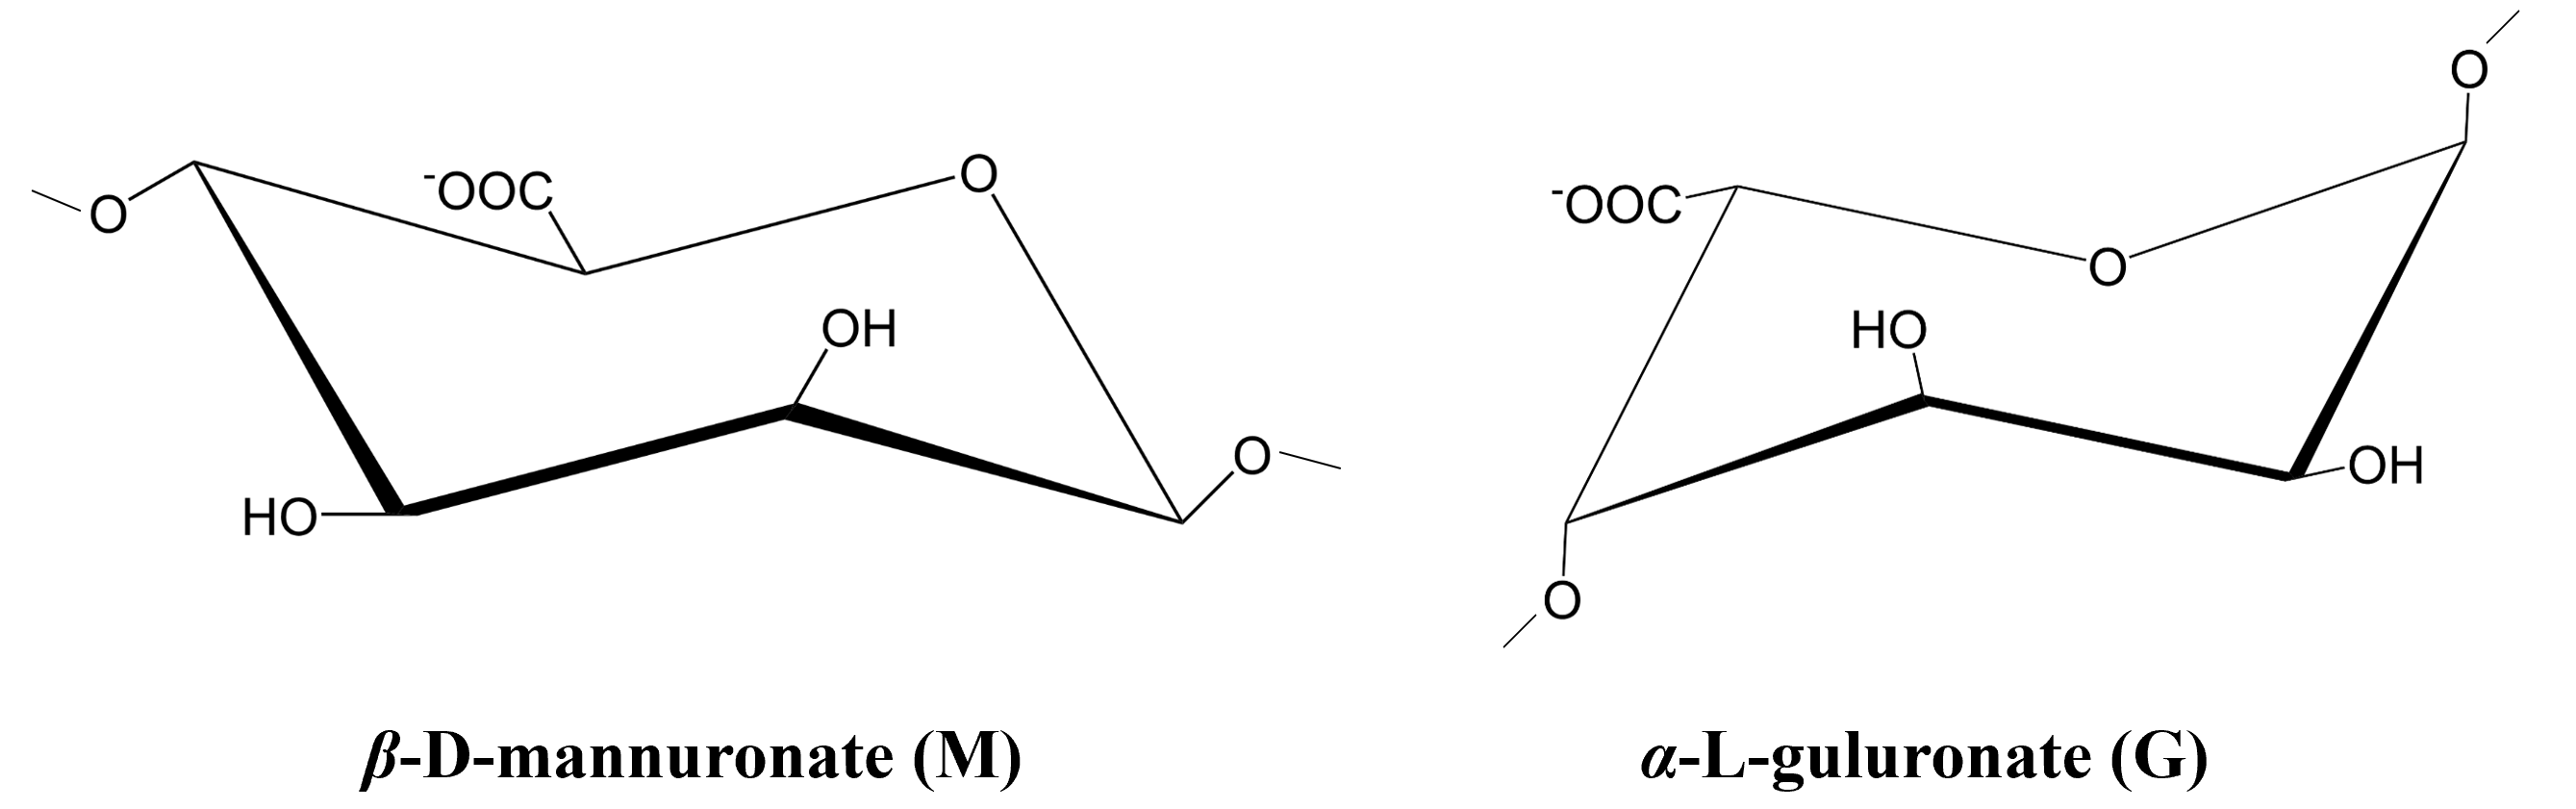 O
⁻OOC
O
OH
HO
O
β-D-mannuronate (M)
O
⁻OOC
O
HO
OH
O
α-L-guluronate (G)